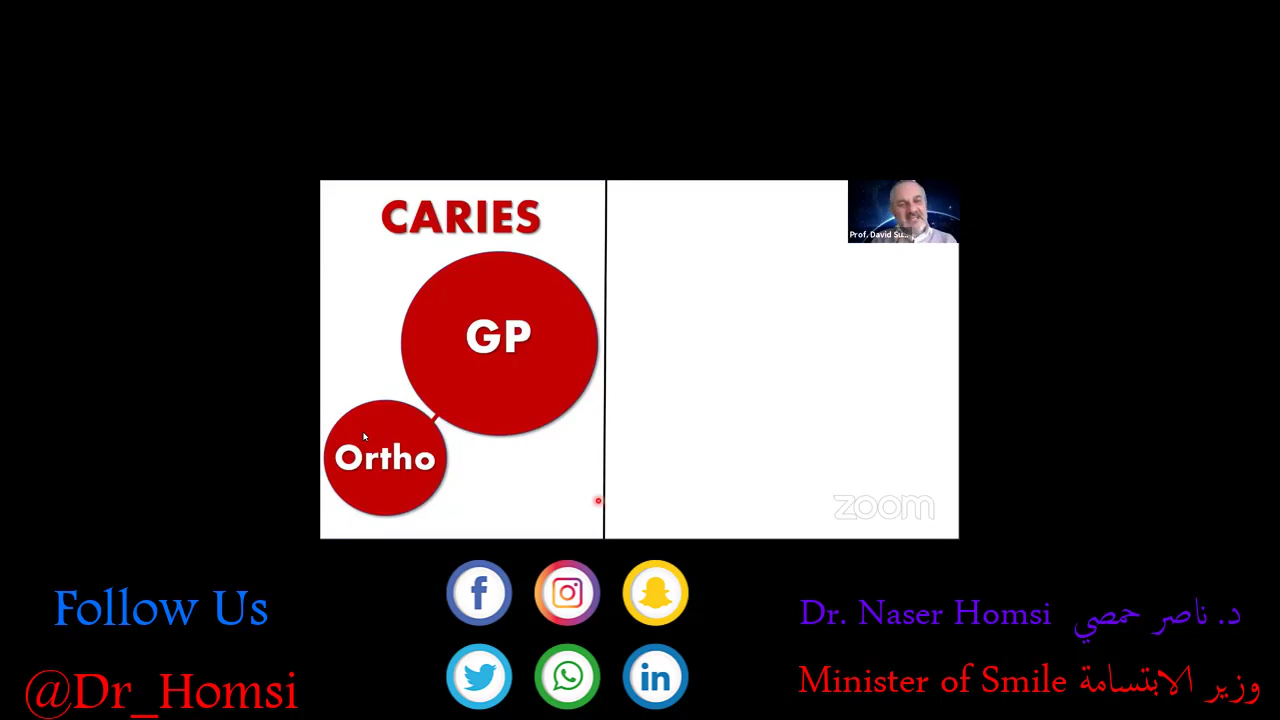 CARIES
GP
Ortho
Prof. David Su...
zoom
Follow Us
@Dr_Homsi
Dr. Naser Homsi د. ناصر حمصي
Minister of Smile وزير الابتسامة